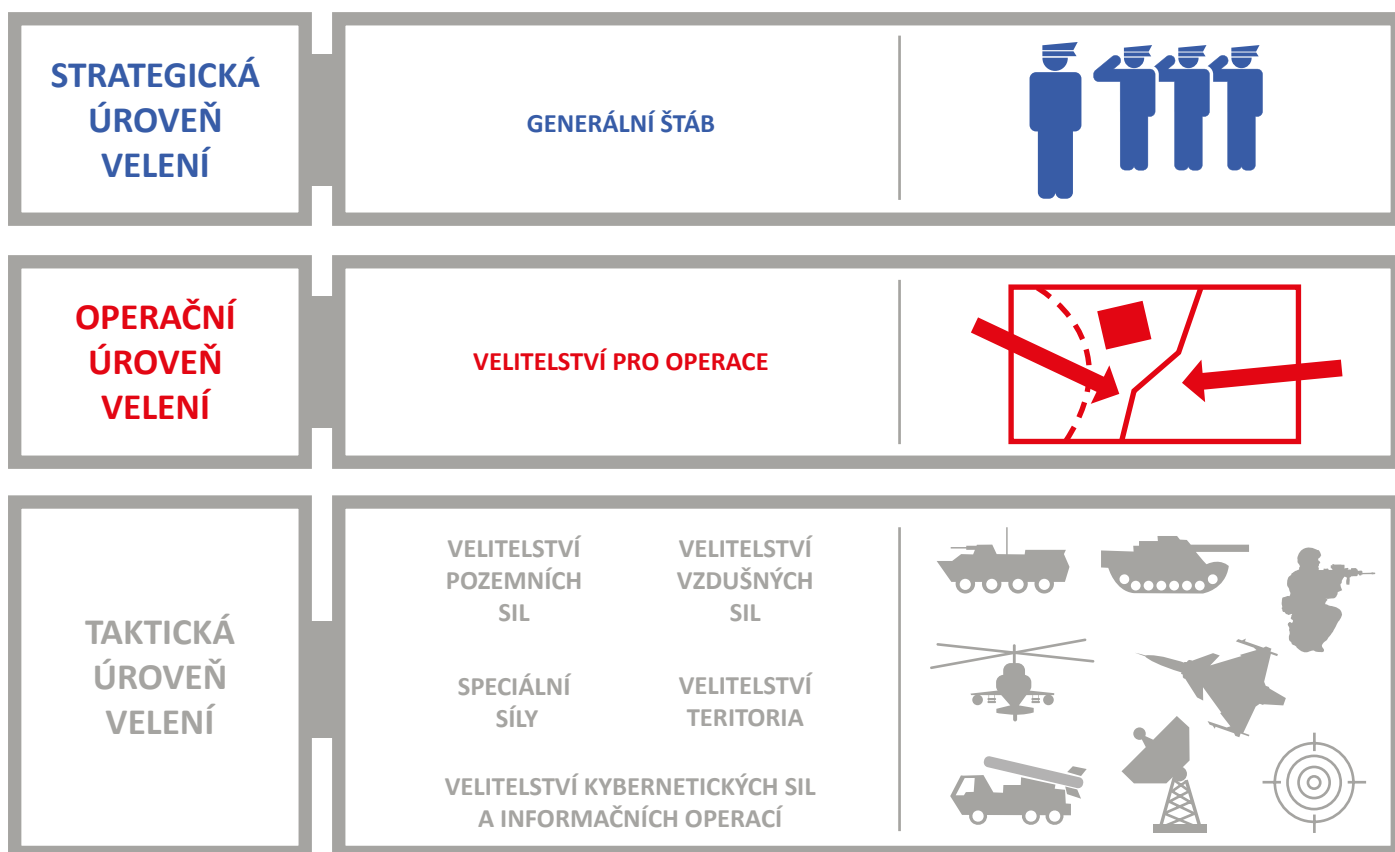 STRATEGICKÁ
ÚROVEŇ
VELENÍ
GENERÁLNÍ ŠTÁB
OPERAČNÍ
ÚROVEŇ
VELENÍ
VELITELSTVÍ PRO OPERACE
TAKTICKÁ
ÚROVEŇ
VELENÍ
VELITELSTVÍ
POZEMNÍCH
SIL
VELITELSTVÍ
VZDUŠNÝCH
SIL
SPECIÁLNÍ
SÍLY
VELITELSTVÍ
TERITORIA
VELITELSTVÍ KYBERNETICKÝCH SIL
A INFORMAČNÍCH OPERACÍ